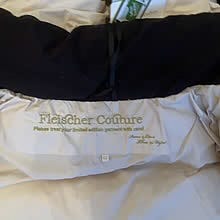 Fleischer Couture
Please treat your limited edition garment with care!